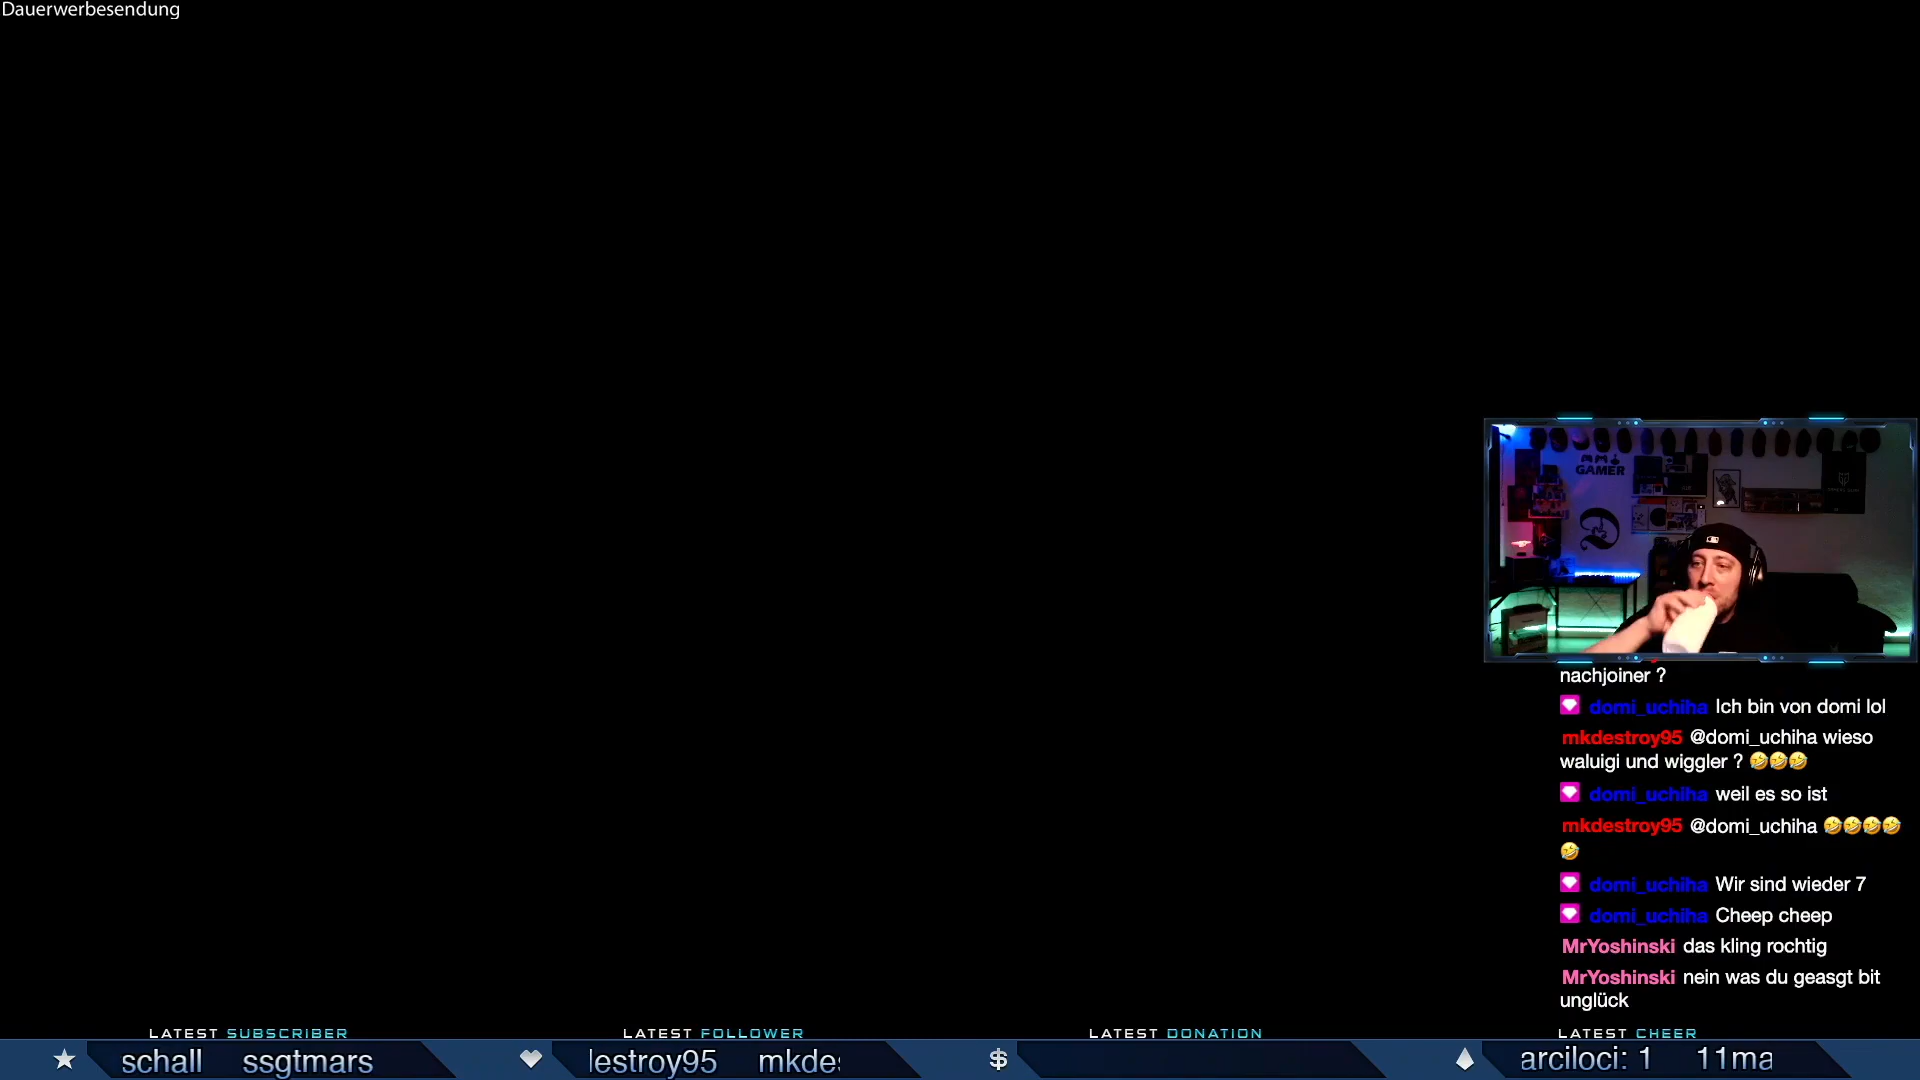 Dauerwerbesendung
GAMER
nachjoiner ?
domi_uchiha Ich bin von domi lol
mkdestroy95 @domi_uchiha wieso
waluigi und wiggler ? 🤣🤣🤣
domi_uchiha weil es so ist
mkdestroy95 @domi_uchiha 🤣🤣🤣🤣
🤣
domi_uchiha Wir sind wieder 7
domi_uchiha Cheep cheep
MrYoshinski das kling rochtig
MrYoshinski nein was du geasgt bit
unglück
LATEST SUBSCRIBER
schall ssgtmars
LATEST FOLLOWER
lestroy95 mkde
LATEST DONATION
$
LATEST CHEER
arciloci: 1 11ma